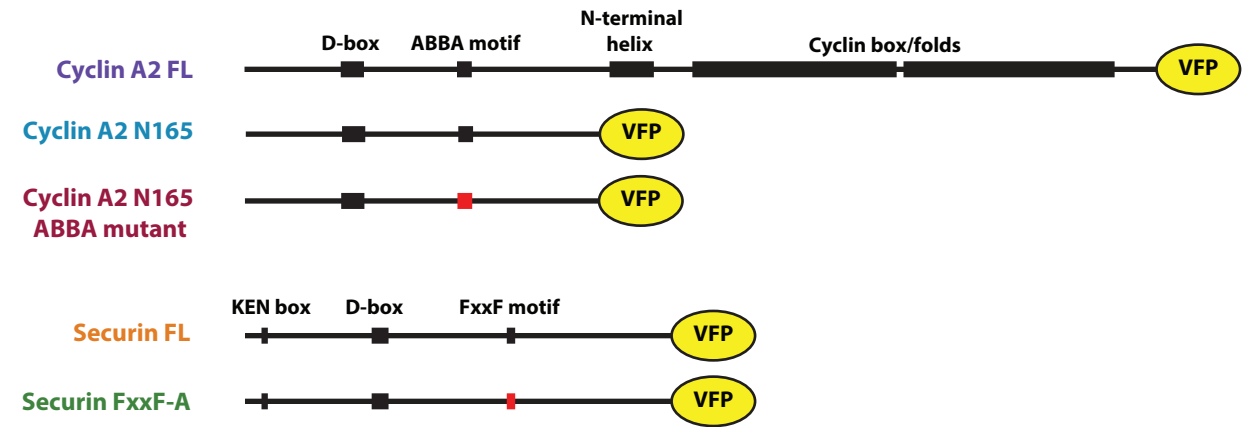 N-terminal
D-box ABBA motif helix Cyclin box/folds
Cyclin A2 FL VFP
Cyclin A2 N165 VFP
Cyclin A2 N165 VFP
ABBA mutant
KEN box D-box FxxF motif
Securin FL VFP
Securin FxxF-A VFP